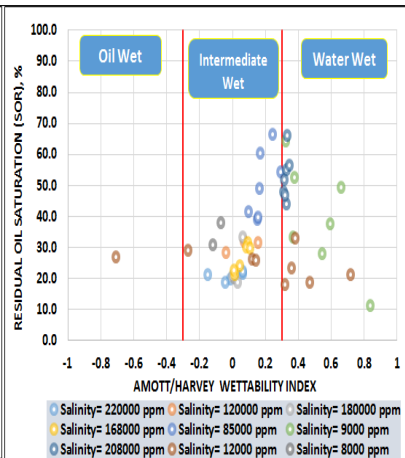 RESIDUAL OIL SATURATION (SOR), %
100.0
90.0
80.0
70.0
60.0
50.0
40.0
30.0
20.0
10.0
0.0
Oil Wet
Intermediate
Wet
Water Wet
-1 -0.8 -0.6 -0.4 -0.2 0 0.2 0.4 0.6 0.8 1
AMOTT/HARVEY WETTABILITY INDEX
Salinity= 220000 ppm Salinity= 120000 ppm Salinity= 180000 ppm
Salinity= 168000 ppm Salinity= 85000 ppm Salinity= 9000 ppm
Salinity= 208000 ppm Salinity= 12000 ppm Salinity= 8000 ppm